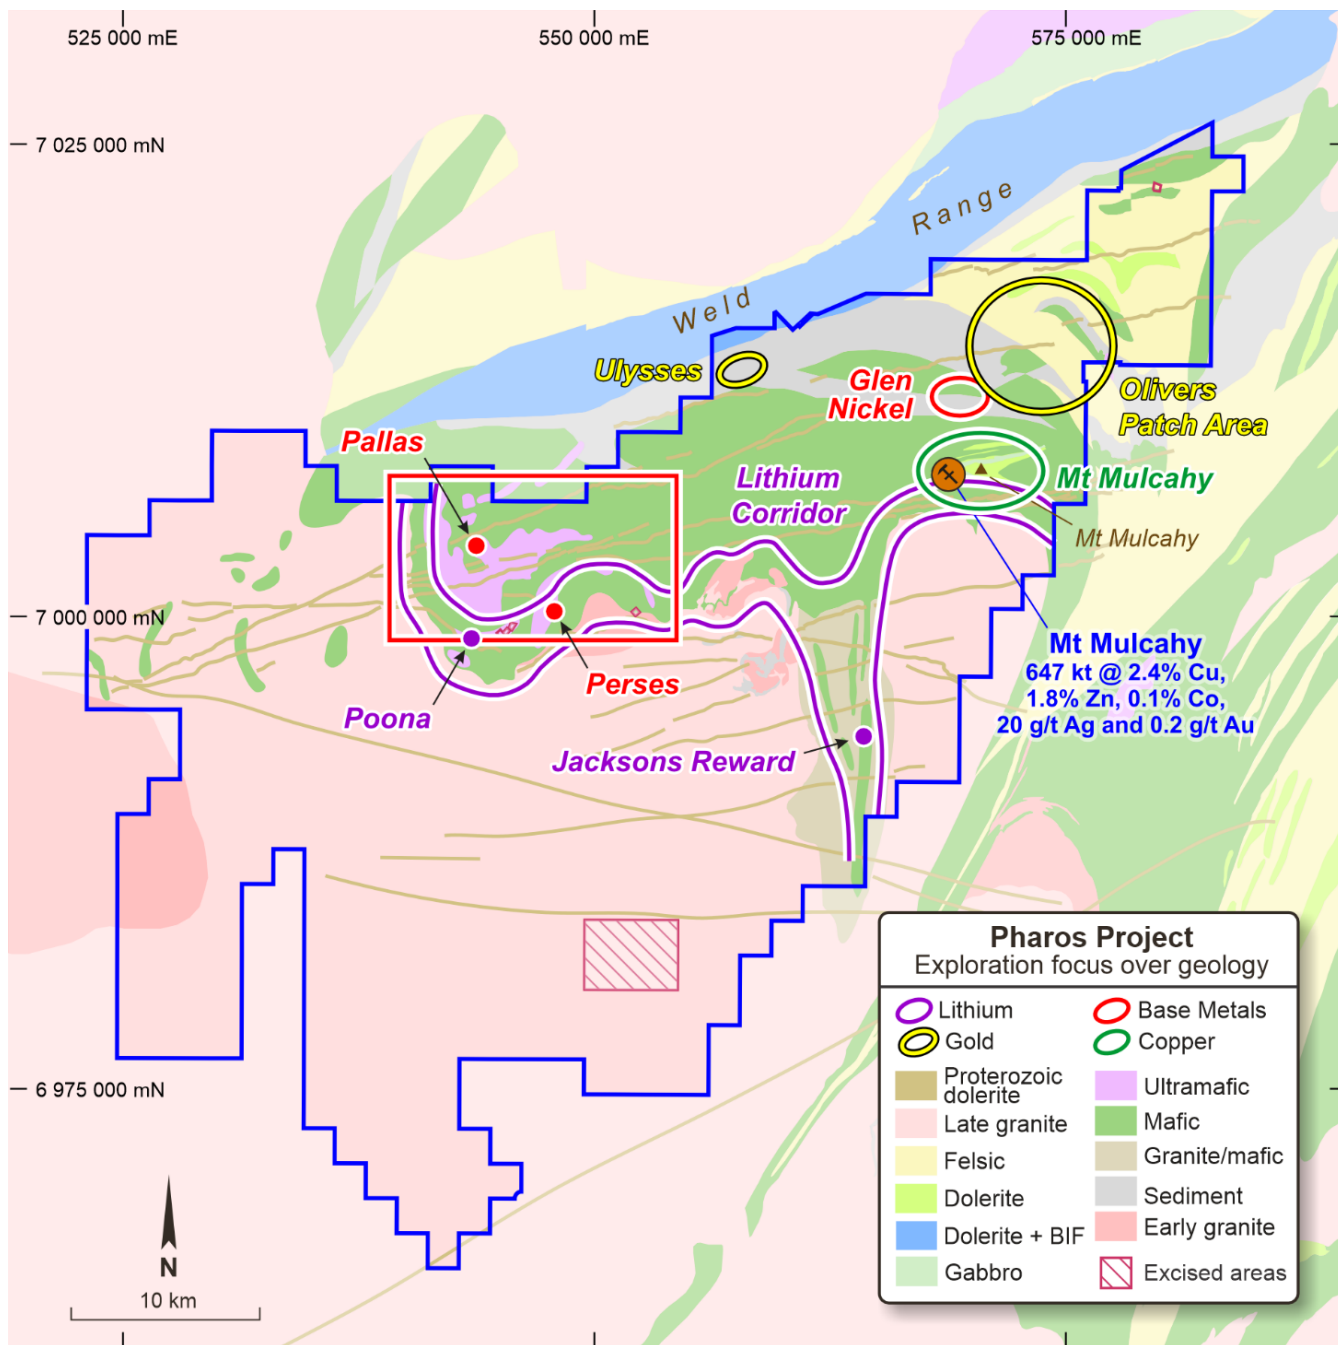 525 000 mE
550 000 mE
575 000 mE
7 025 000 mN
Weld Range
Ulysses
Glen
Nickel
Olivers
Patch Area
Pallas
Lithium
Corridor
Mt Mulcahy
Mt Mulcahy
7 000 000 mN
Mt Mulcahy
647 kt @ 2.4% Cu,
1.8% Zn, 0.1% Co,
20 g/t Ag and 0.2 g/t Au
Perses
Poona
Jacksons Reward
6 975 000 mN
N
10 km
Pharos Project
Exploration focus over geology
Lithium
Base Metals
Gold
Copper
Proterozoic
dolerite
Ultramafic
Late granite
Mafic
Felsic
Granite/mafic
Dolerite
Sediment
Dolerite + BIF
Early granite
Gabbro
Excised areas